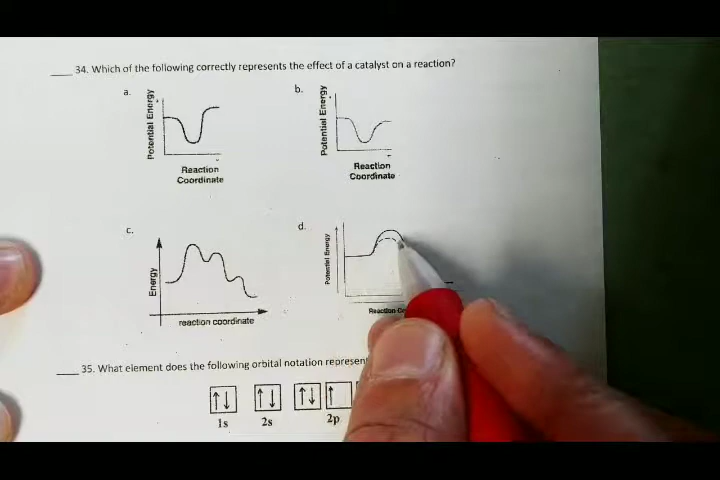 34. Which of the following correctly represents the effect of a catalyst on a reaction?
a.
Potential Energy
Reaction
Coordinate
b.
Potential Energy
Reaction
Coordinate
c.
Energy
reaction coordinate
d.
Potential Energy
Reaction
35. What element does the following orbital notation represent
1s
2s
2p